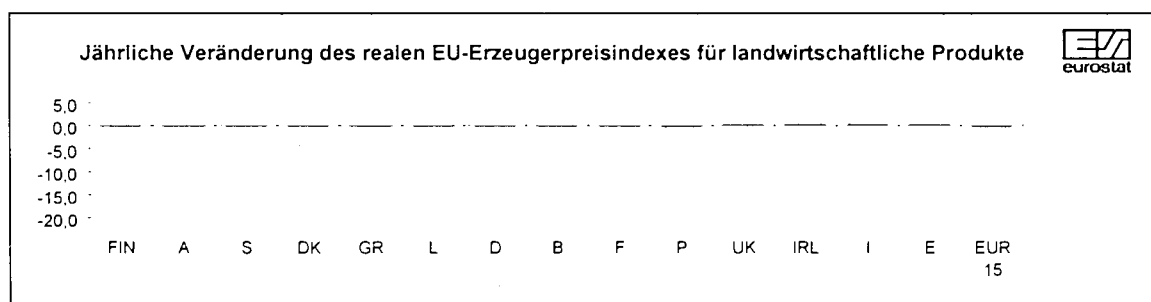 Jährliche Veränderung des realen EU-Erzeugerpreisindexes für landwirtschaftliche Produkte
eurostat
5,0
0,0
-5,0
-10,0
-15,0
-20,0
FIN A S DK GR L D B F P UK IRL I E EUR
15